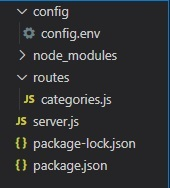 config
config.env
node_modules
routes
JS categories.js
JS server.js
{} package-lock.json
{} package.json